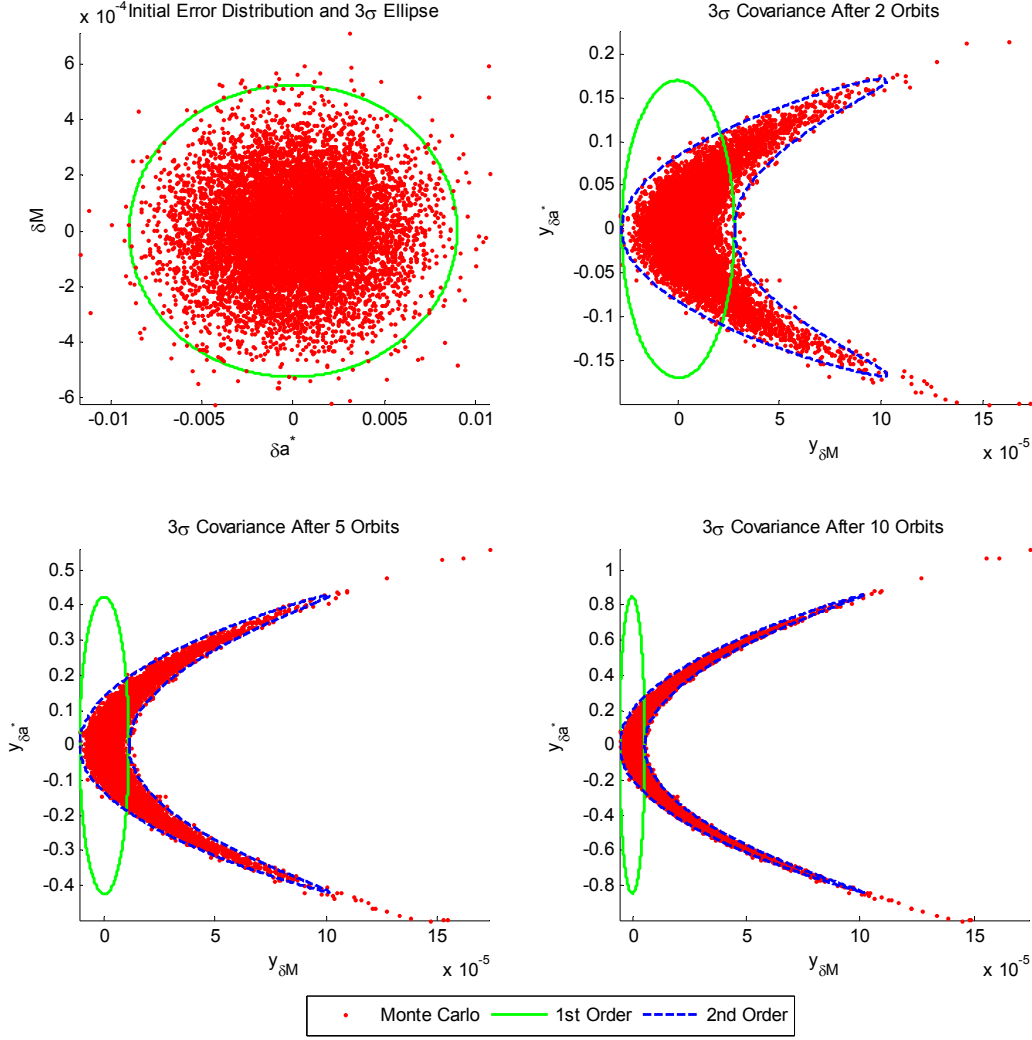 x 10^-4 Initial Error Distribution and 3σ Ellipse
6
4
2
0
-2
-4
-6
δM
-0.01 -0.005 0 0.005 0.01
δa*
3σ Covariance After 2 Orbits
0.2
0.15
0.1
0.05
0
-0.05
-0.1
-0.15
y_δa*
0 5 10 15
y_δM
x 10^-5
3σ Covariance After 5 Orbits
0.5
0.4
0.3
0.2
0.1
0
-0.1
-0.2
-0.3
-0.4
y_δa*
0 5 10 15
y_δM
x 10^-5
3σ Covariance After 10 Orbits
1
0.8
0.6
0.4
0.2
0
-0.2
-0.4
-0.6
-0.8
y_δa*
0 5 10 15
y_δM
x 10^-5
Monte Carlo 1st Order 2nd Order